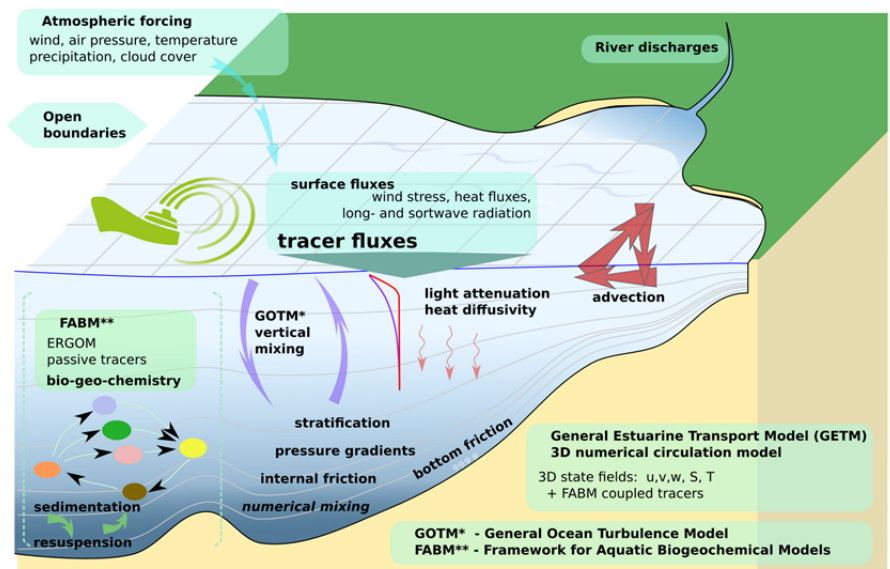 Atmospheric forcing
wind, air pressure, temperature
precipitation, cloud cover
River discharges
Open
boundaries
surface fluxes
wind stress, heat fluxes,
long- and sortwave radiation
tracer fluxes
light attenuation
heat diffusivity
advection
FABM**
ERGOM
passive tracers
bio-geo-chemistry
GOTM*
vertical
mixing
stratification
pressure gradients
internal friction
numerical mixing
bottom friction
sedimentation
resuspension
General Estuarine Transport Model (GETM)
3D numerical circulation model
3D state fields: u,v,w, S, T
+ FABM coupled tracers
GOTM* - General Ocean Turbulence Model
FABM** - Framework for Aquatic Biogeochemical Models